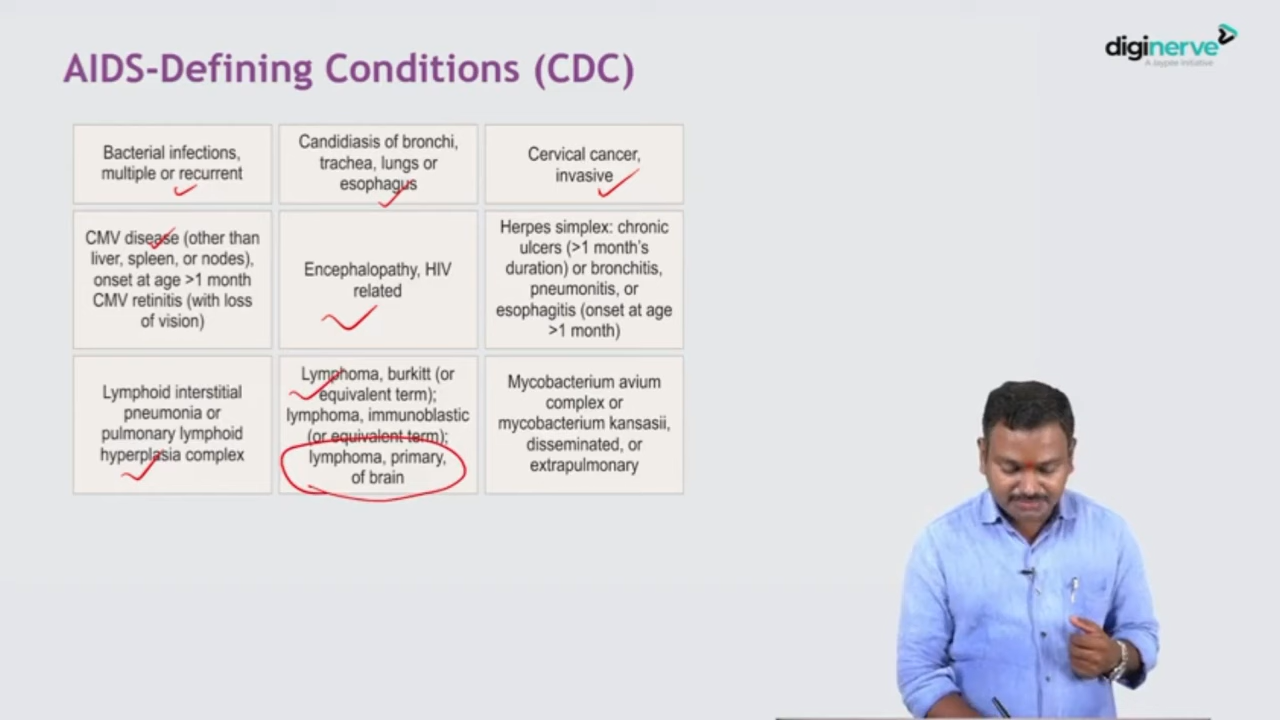 diginerve
A Jaypee Initiative
AIDS-Defining Conditions (CDC)
Bacterial infections,
multiple or recurrent
Candidiasis of bronchi,
trachea, lungs or
esophagus
Cervical cancer,
invasive
CMV disease (other than
liver, spleen, or nodes),
onset at age >1 month
CMV retinitis (with loss
of vision)
Encephalopathy, HIV
related
Herpes simplex: chronic
ulcers (>1 month's
duration) or bronchitis,
pneumonitis, or
esophagitis (onset at age
>1 month)
Lymphoid interstitial
pneumonia or
pulmonary lymphoid
hyperplasia complex
Lymphoma, burkitt (or
equivalent term);
lymphoma, immunoblastic
(or equivalent term);
lymphoma, primary,
of brain
Mycobacterium avium
complex or
mycobacterium kansasii,
disseminated, or
extrapulmonary